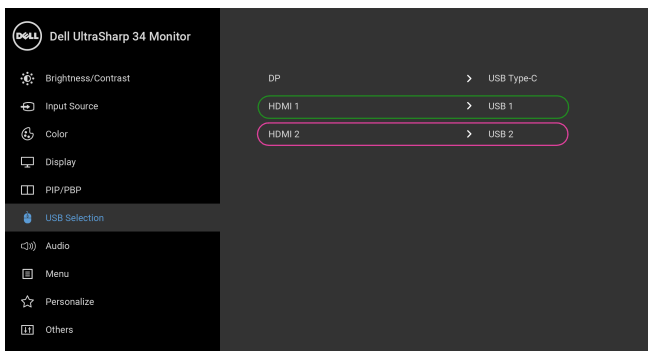 DELL Dell UltraSharp 34 Monitor
Brightness/Contrast
Input Source
Color
Display
PIP/PBP
USB Selection
Audio
Menu
Personalize
Others
DP > USB Type-C
HDMI 1 > USB 1
HDMI 2 > USB 2